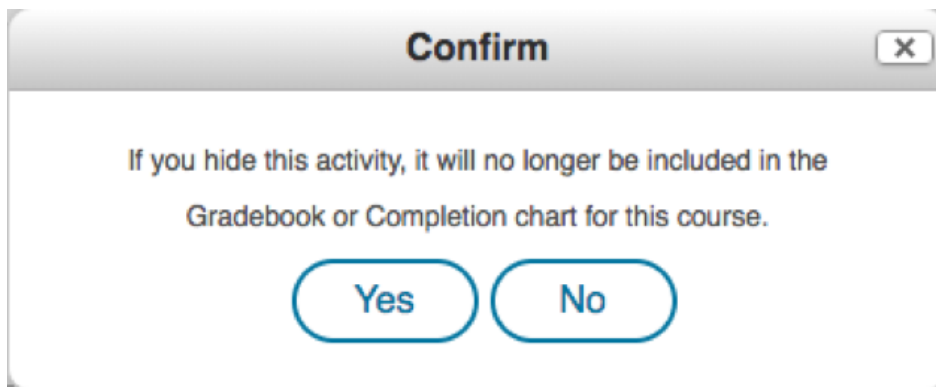 Confirm
If you hide this activity, it will no longer be included in the
Gradebook or Completion chart for this course.
Yes No